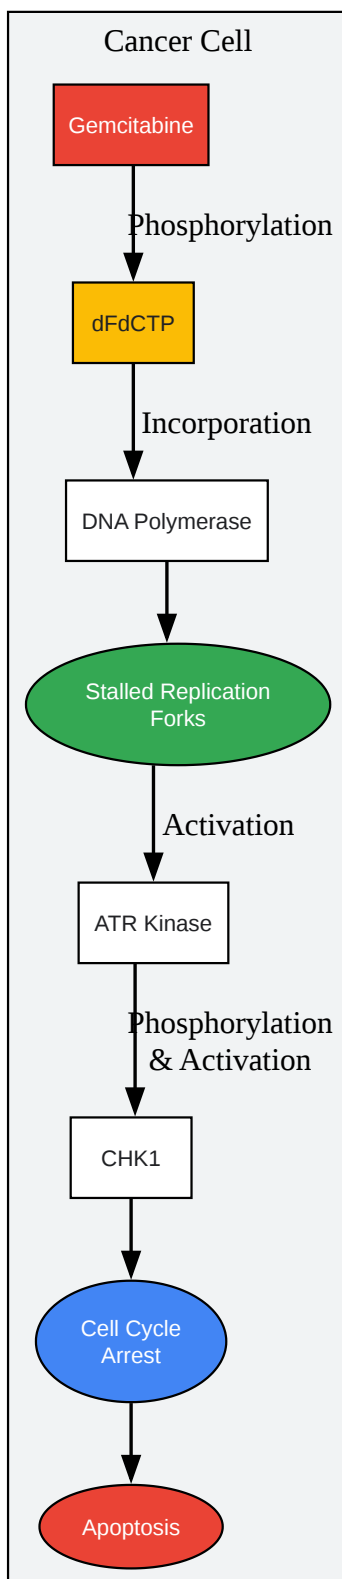 Cancer Cell
Gemcitabine
Phosphorylation
dFdCTP
Incorporation
DNA Polymerase
Stalled Replication
Forks
Activation
ATR Kinase
Phosphorylation
& Activation
CHK1
Cell Cycle
Arrest
Apoptosis